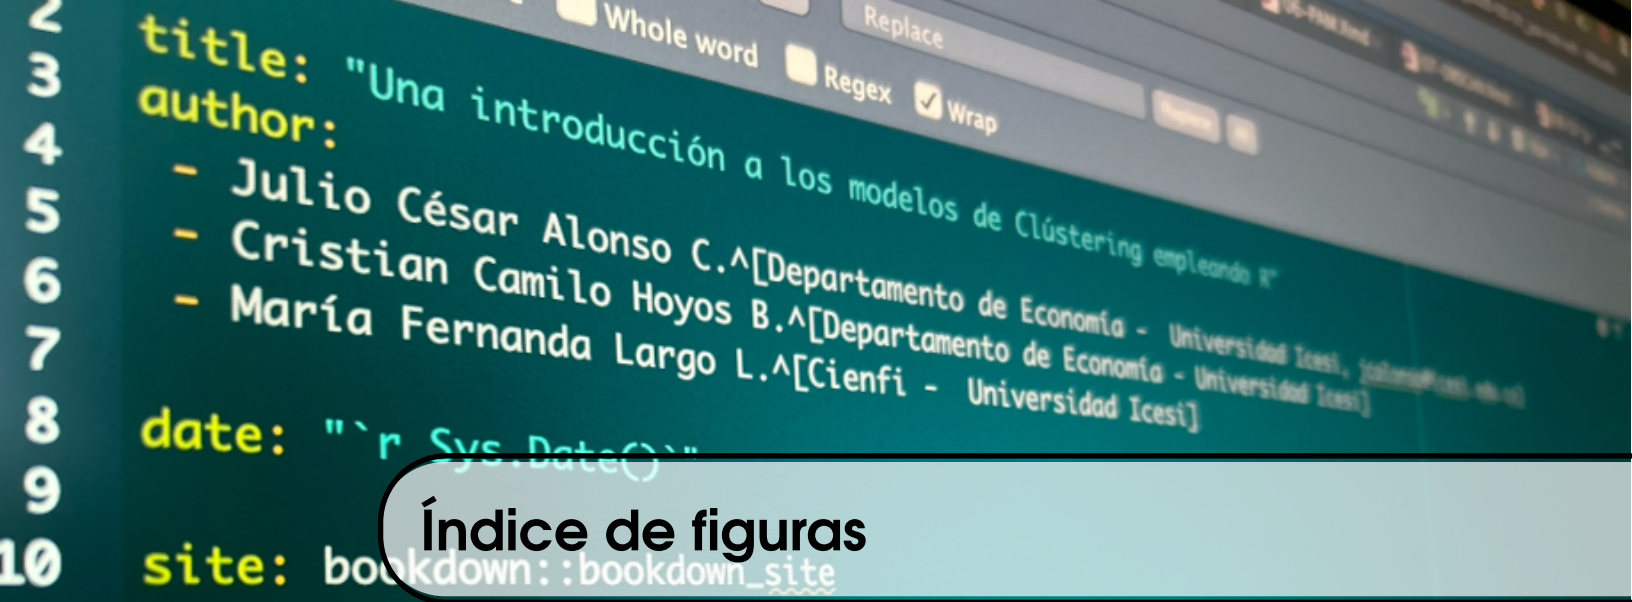 Whole word
Replace
Regex
Wrap
2
3 title: "Una introducción a los modelos de Clústering empleando R"
4 author:
5 - Julio César Alonso C.^[Departamento de Economía - Universidad Icesi,
6 - Cristian Camilo Hoyos B.^[Departamento de Economía - Universidad Icesi]
7 - María Fernanda Largo L.^[Cienfi - Universidad Icesi]
8 date: "`r Sys.Date()`"
9
10 site: bookdown::bookdown_site
Índice de figuras